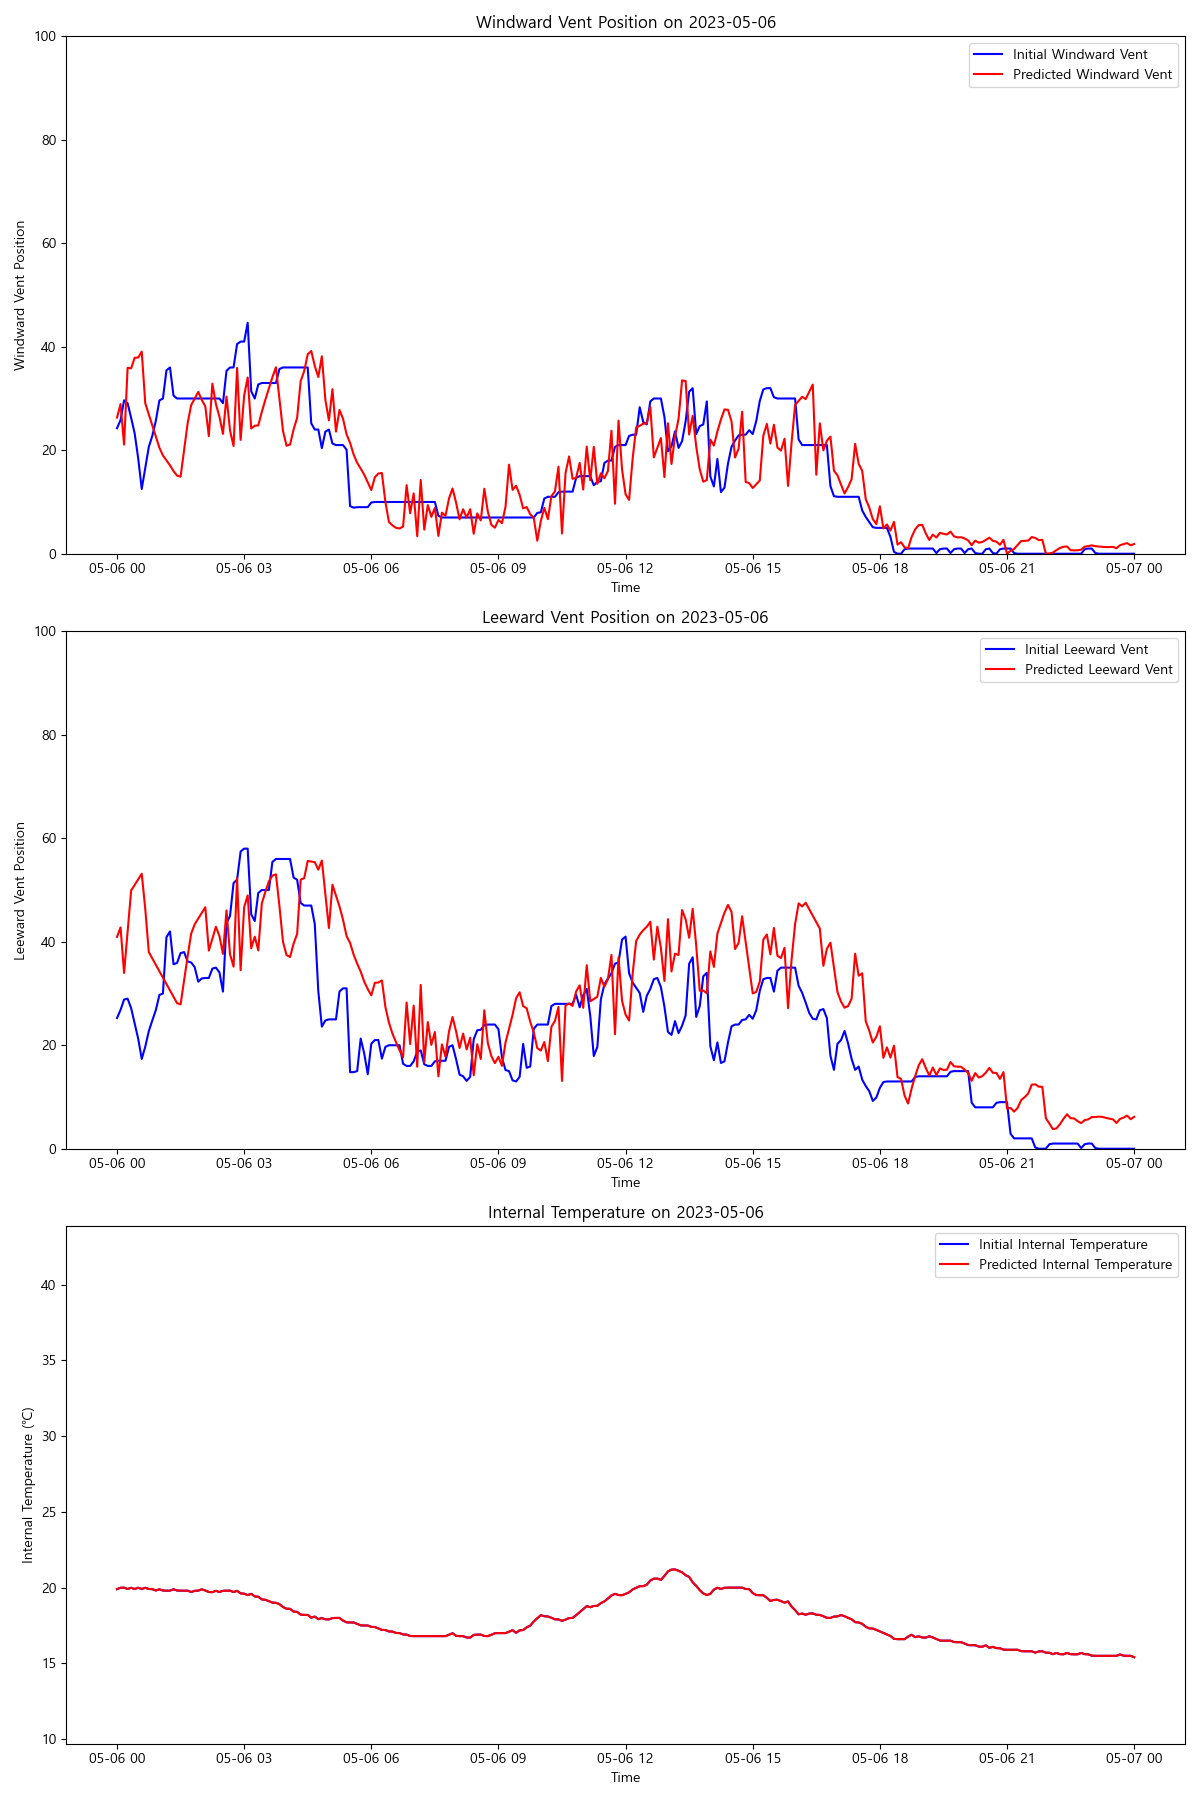 Windward Vent Position on 2023-05-06
Initial Windward Vent
Predicted Windward Vent
Windward Vent Position
100
80
60
40
20
0
05-06 00 05-06 03 05-06 06 05-06 09 05-06 12 05-06 15 05-06 18 05-06 21 05-07 00
Time
Leeward Vent Position on 2023-05-06
Initial Leeward Vent
Predicted Leeward Vent
Leeward Vent Position
100
80
60
40
20
0
05-06 00 05-06 03 05-06 06 05-06 09 05-06 12 05-06 15 05-06 18 05-06 21 05-07 00
Time
Internal Temperature on 2023-05-06
Initial Internal Temperature
Predicted Internal Temperature
Internal Temperature (℃)
40
35
30
25
20
15
10
05-06 00 05-06 03 05-06 06 05-06 09 05-06 12 05-06 15 05-06 18 05-06 21 05-07 00
Time